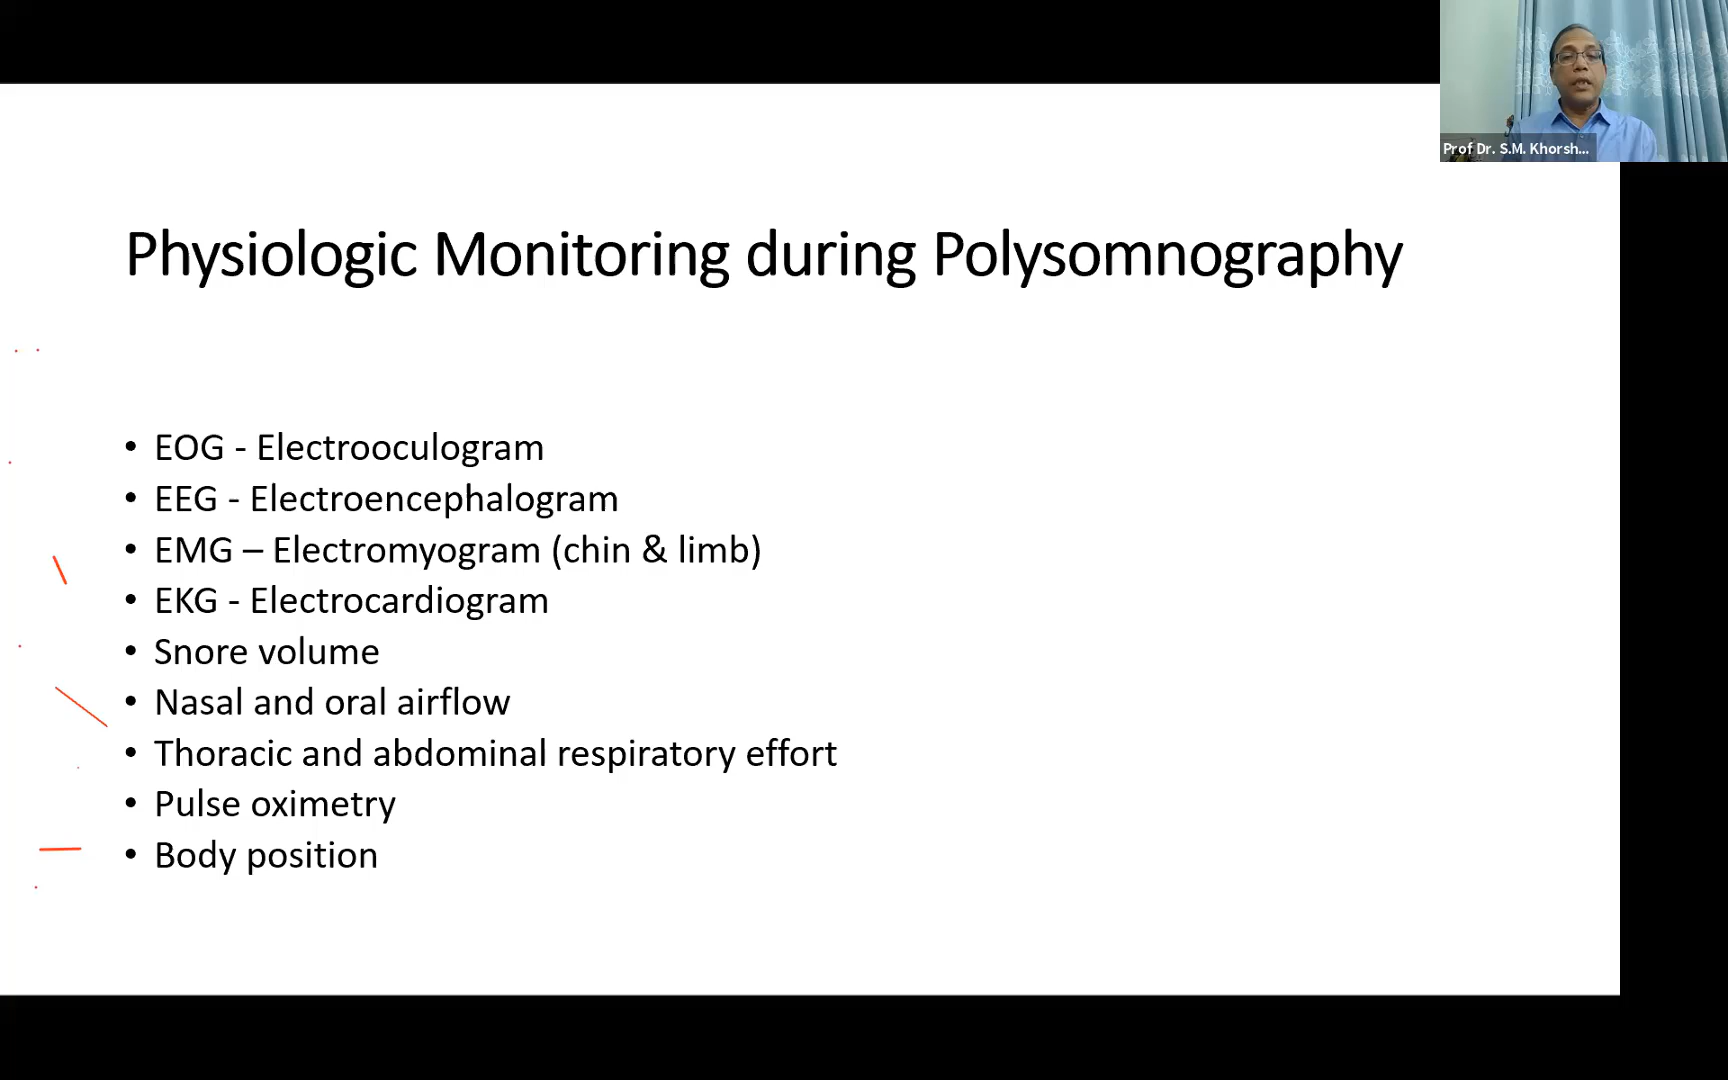 Prof Dr. S.M. Khorsh...
Physiologic Monitoring during Polysomnography
• EOG - Electrooculogram
• EEG - Electroencephalogram
• EMG – Electromyogram (chin & limb)
• EKG - Electrocardiogram
• Snore volume
• Nasal and oral airflow
• Thoracic and abdominal respiratory effort
• Pulse oximetry
• Body position